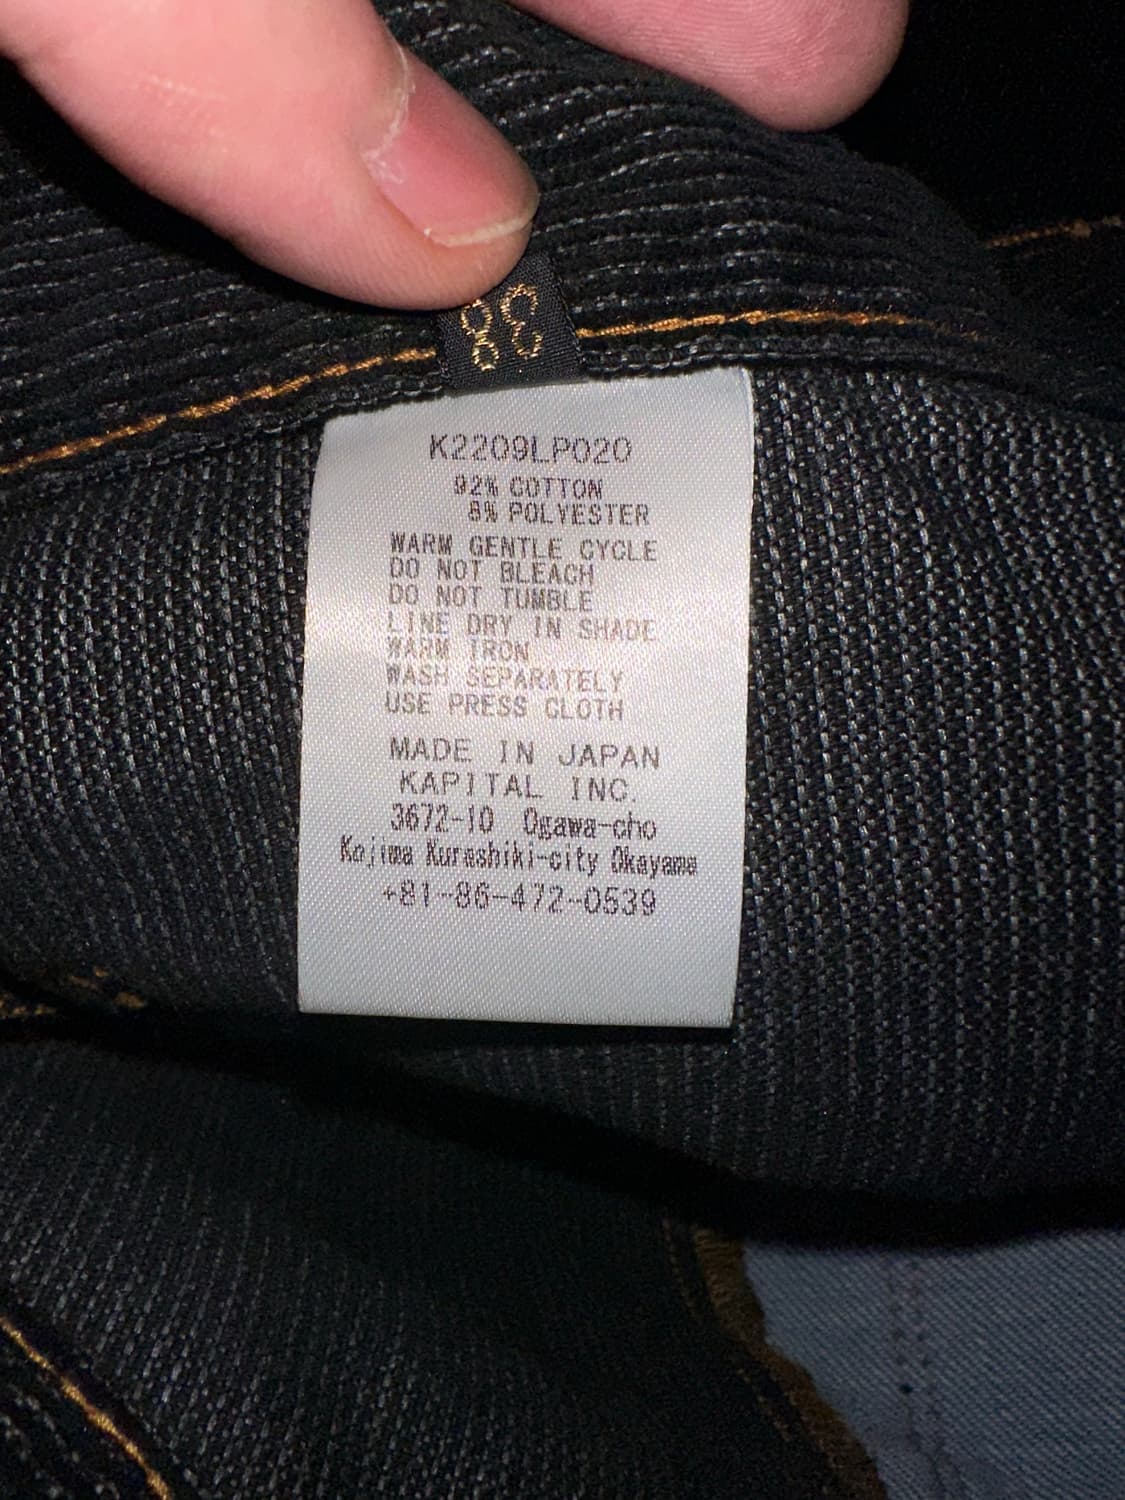 38
K2209LP020
92% COTTON
8% POLYESTER
WARM GENTLE CYCLE
DO NOT BLEACH
DO NOT TUMBLE
LINE DRY IN SHADE
WARM IRON
WASH SEPARATELY
USE PRESS CLOTH
MADE IN JAPAN
KAPITAL INC.
3672-10 Ogawa-cho
Kojima Kurashiki-city Okayama
+81-86-472-0539